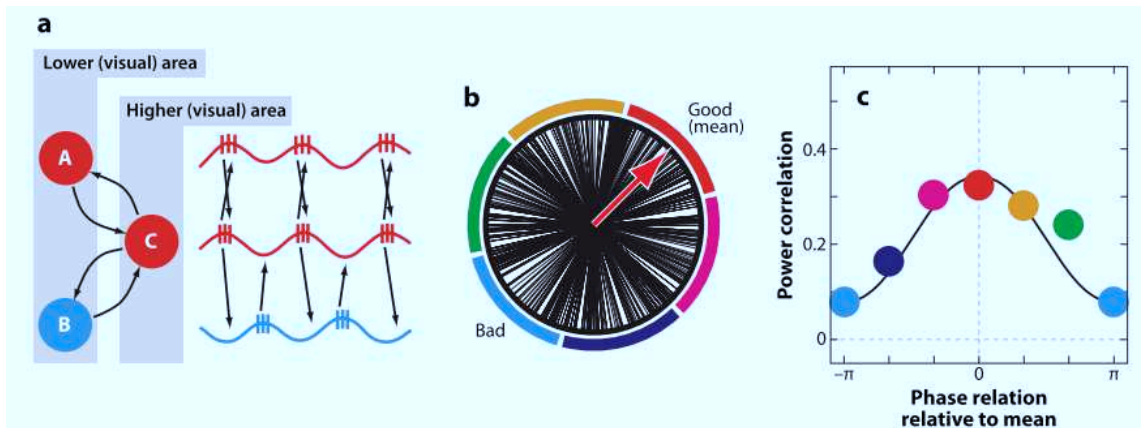 a
Lower (visual) area
Higher (visual) area
A
C
B
b
Good
(mean)
Bad
c
Power correlation
0.4
0.2
0
–π
0
π
Phase relation
relative to mean